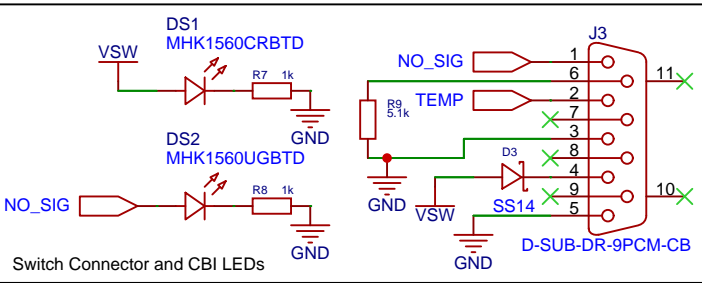 DS1
MHK1560CRBTD
VSW
R7 1k
GND
DS2
MHK1560UGBTD
NO_SIG
R8 1k
GND
Switch Connector and CBI LEDs
J3
NO_SIG
1
6
11
TEMP
2
R9
5.1k
7
3
8
D3
4
GND
VSW
SS14
9
10
5
GND
D-SUB-DR-9PCM-CB